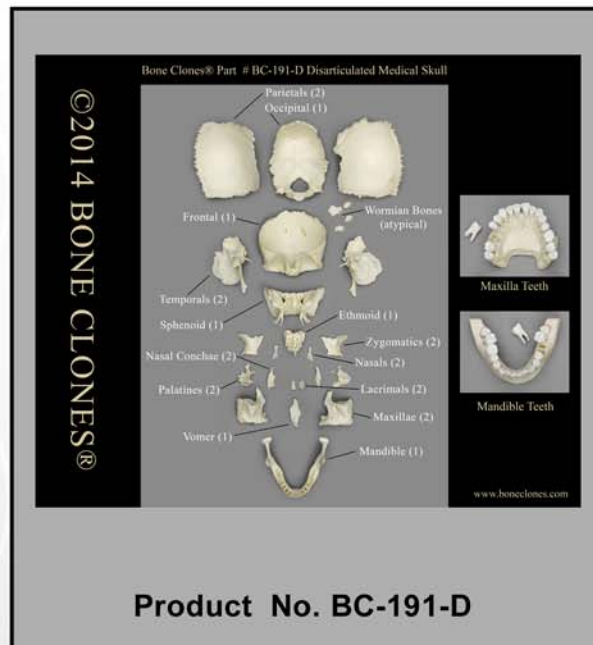 Bone Clones® Part # BC-191-D Disarticulated Medical Skull
©2014 BONE CLONES®
Parietals (2)
Occipital (1)
Frontal (1)
Wormian Bones
(atypical)
Temporals (2)
Sphenoid (1)
Ethmoid (1)
Nasal Conchae (2)
Zygomatics (2)
Nasals (2)
Palatines (2)
Lacrimals (2)
Maxillae (2)
Vomer (1)
Mandible (1)
Maxilla Teeth
Mandible Teeth
www.boneclones.com
Product No. BC-191-D